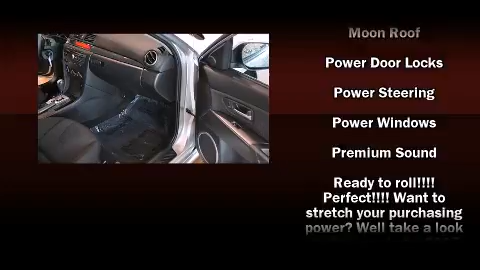 Moon Roof
Power Door Locks
Power Steering
Power Windows
Premium Sound
Ready to roll!!!!
Perfect!!!! Want to
stretch your purchasing
power? Well take a look